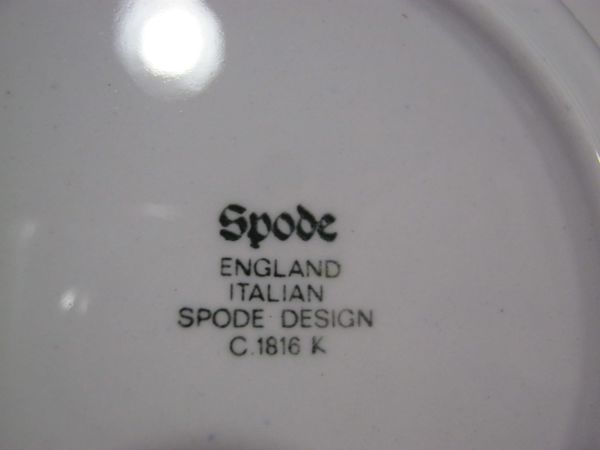 Spode
ENGLAND
ITALIAN
SPODE DESIGN
C.1816 K